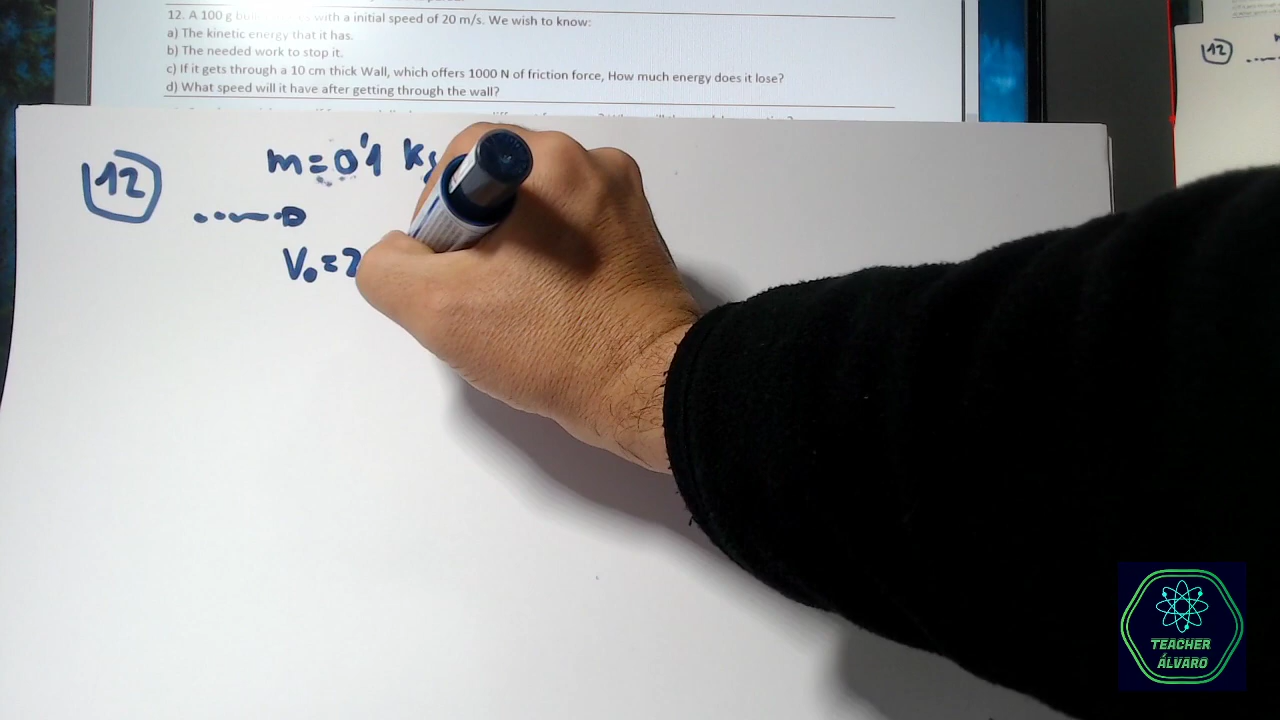 12. A 100 g with a initial speed of 20 m/s. We wish to know:
a) The kinetic energy that it has.
b) The needed work to stop it.
c) If it gets through a 10 cm thick Wall, which offers 1000 N of friction force, How much energy does it lose?
d) What speed will it have after getting through the wall?
12
m=0'1 Kg
V₀=2
12
TEACHER
ÁLVARO